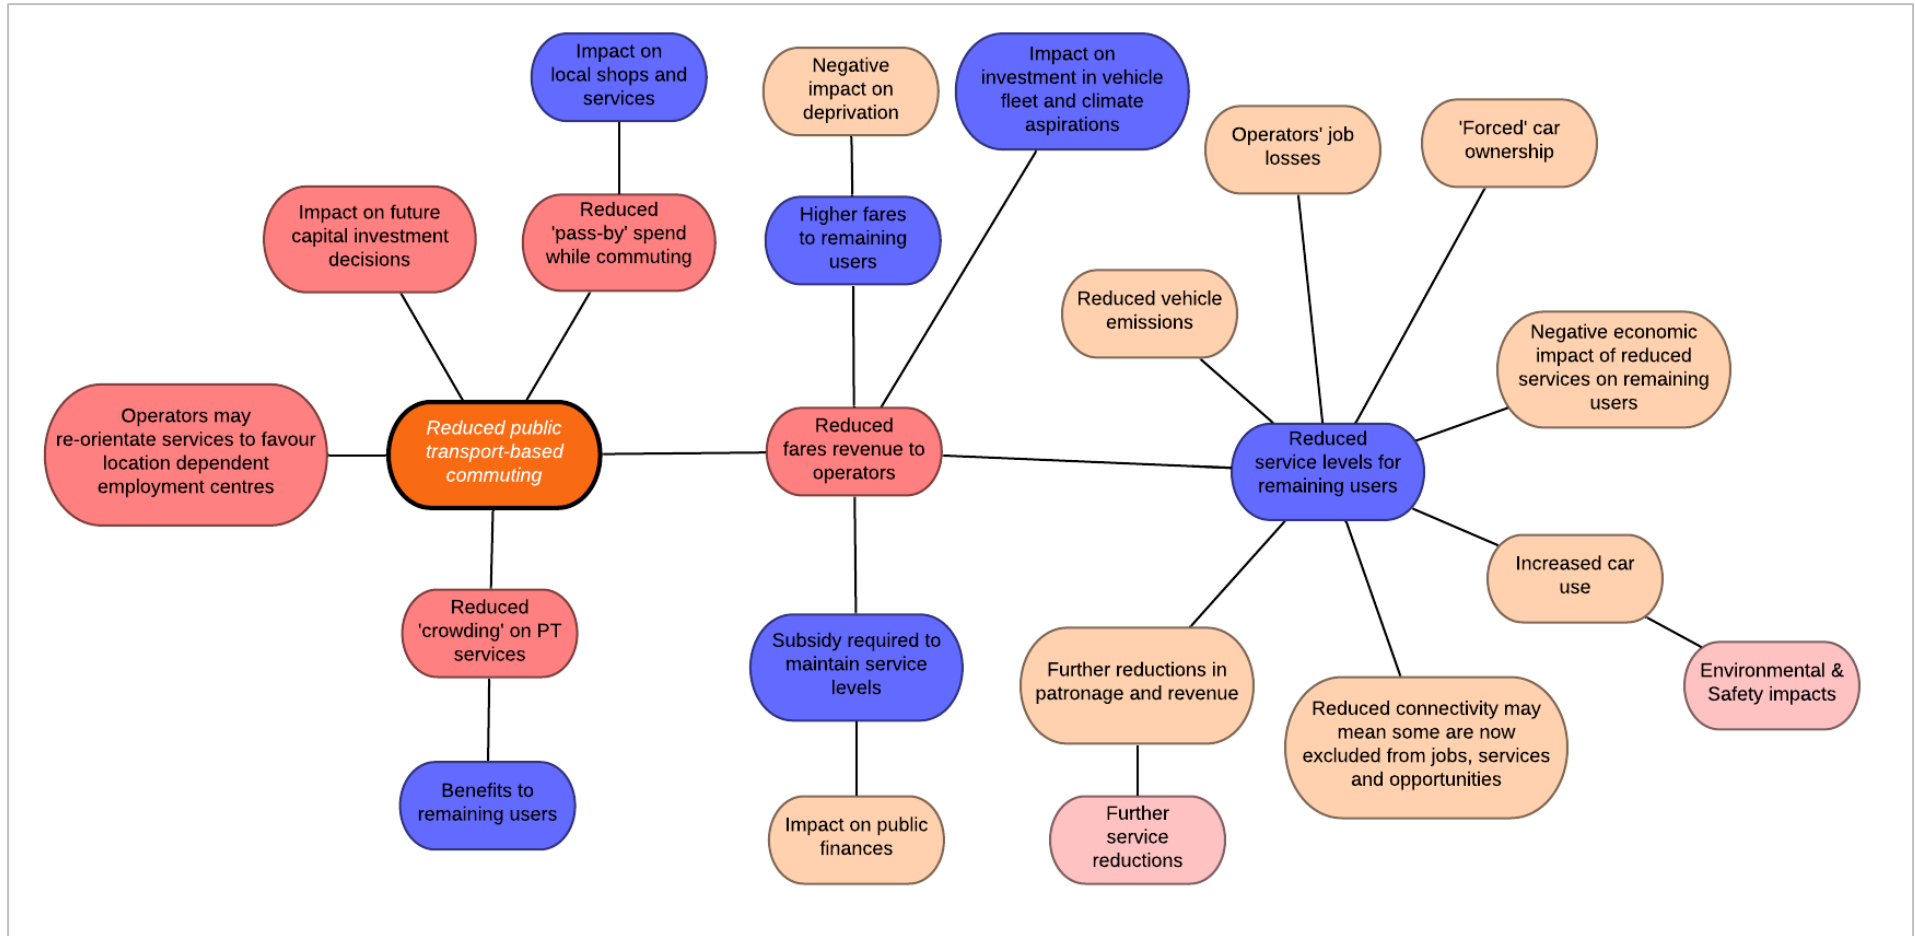 Impact on
local shops and
services
Negative
impact on
deprivation
Impact on
investment in vehicle
fleet and climate
aspirations
Operators' job
losses
'Forced' car
ownership
Impact on future
capital investment
decisions
Reduced
'pass-by' spend
while commuting
Higher fares
to remaining
users
Reduced vehicle
emissions
Negative economic
impact of reduced
services on remaining
users
Operators may
re-orientate services to favour
location dependent
employment centres
Reduced public
transport-based
commuting
Reduced
fares revenue to
operators
Reduced
service levels for
remaining users
Increased car
use
Reduced
'crowding' on PT
services
Subsidy required to
maintain service
levels
Further reductions in
patronage and revenue
Environmental &
Safety impacts
Reduced connectivity may
mean some are now
excluded from jobs, services
and opportunities
Benefits to
remaining users
Impact on public
finances
Further
service
reductions